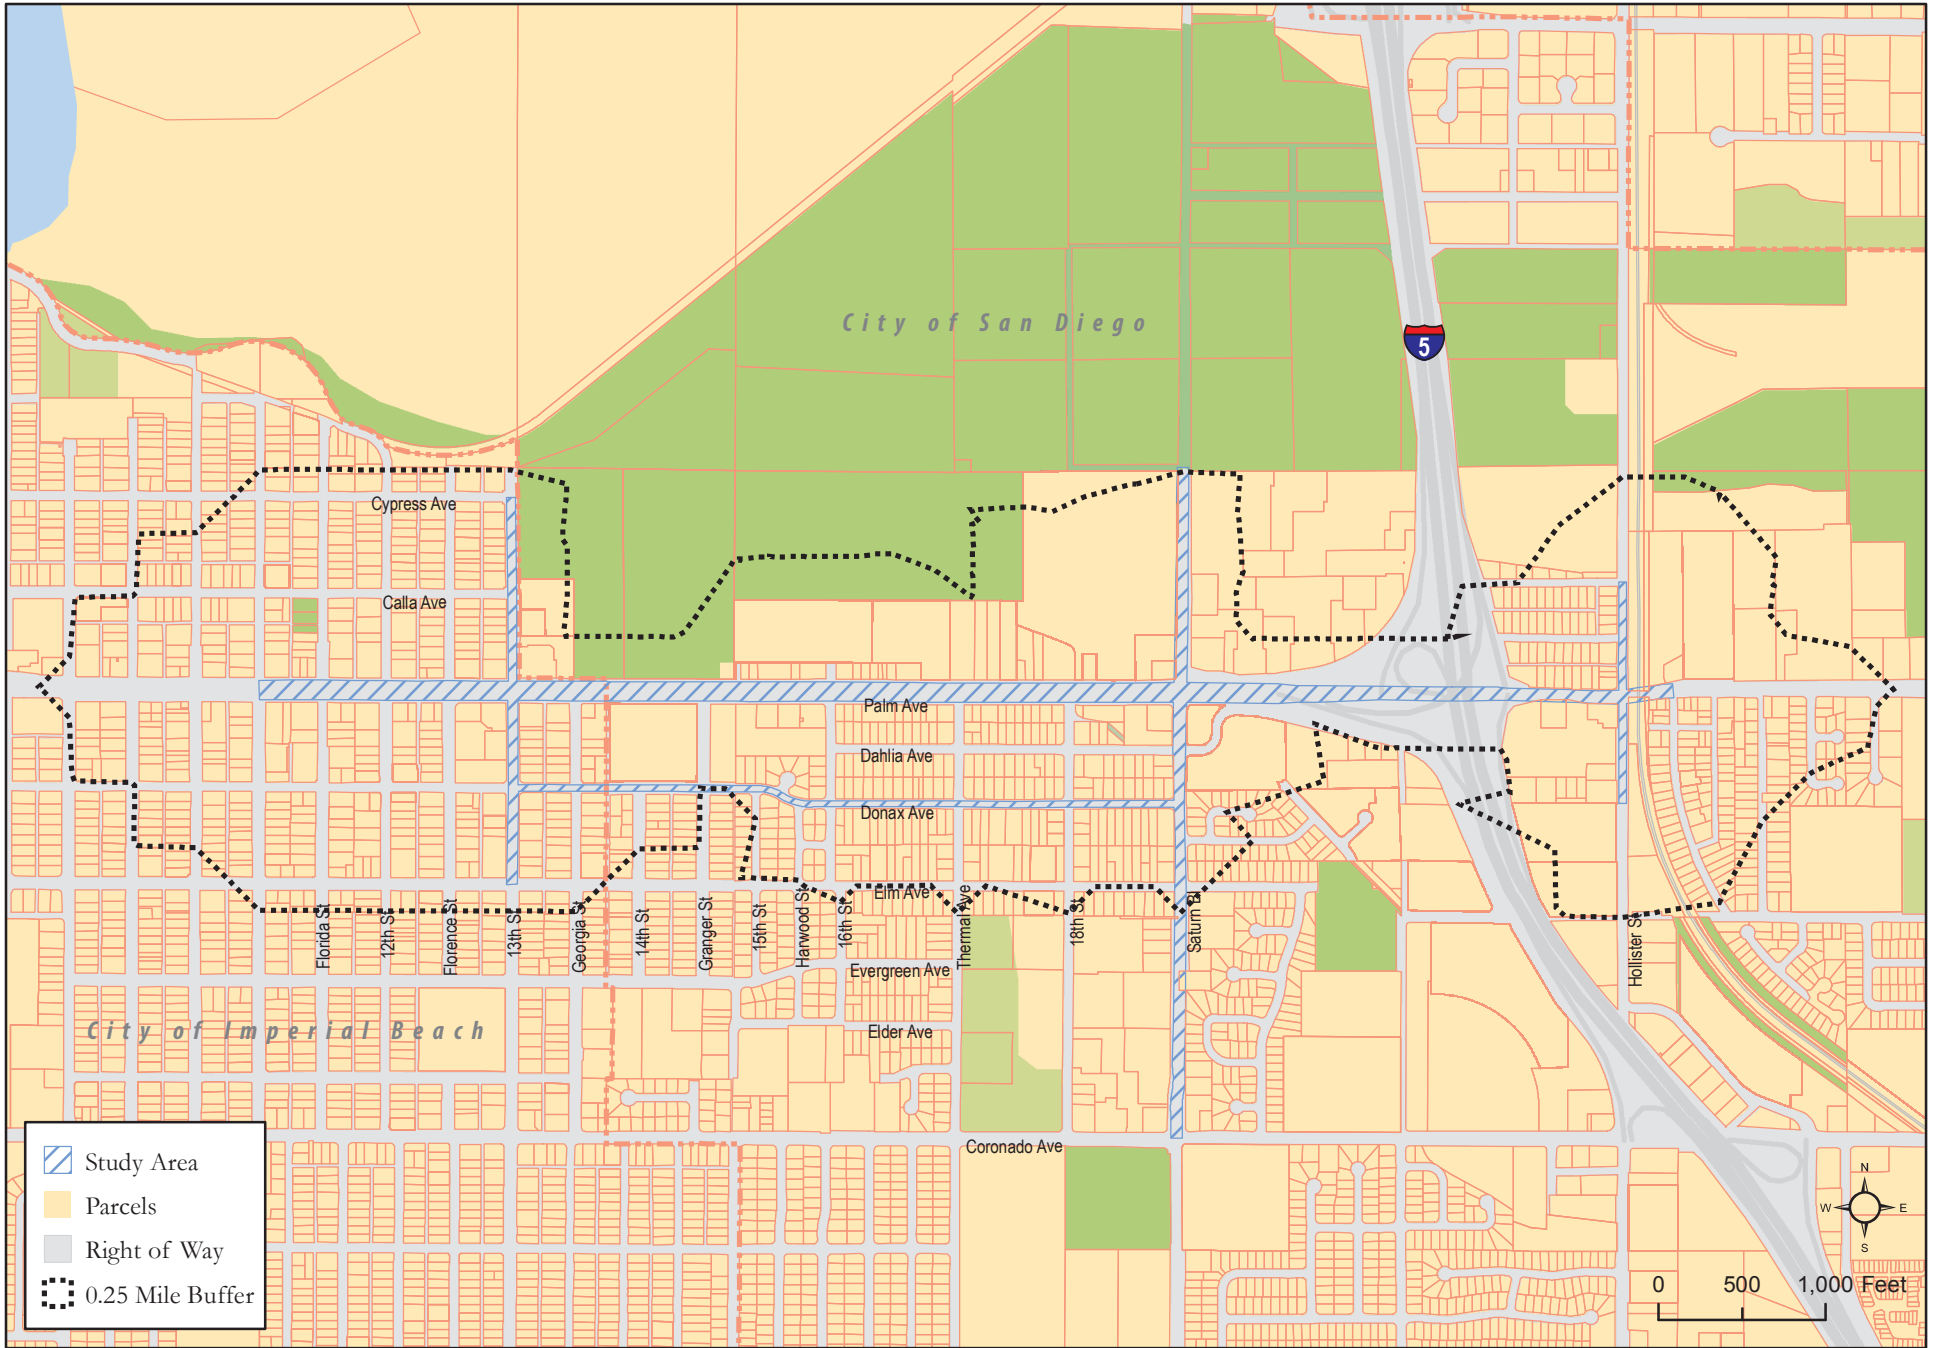 City of San Diego
5
Cypress Ave
Calla Ave
Palm Ave
Dahlia Ave
Donax Ave
Elm Ave
Florida St
12th St
Florence St
13th St
Georgia St
14th St
Granger St
15th St
Harwood St
16th St
Thermal Ave
18th St
Saturn Bl
Hollister St
Evergreen Ave
City of Imperial Beach
Elder Ave
Coronado Ave
Study Area
Parcels
Right of Way
0.25 Mile Buffer
N
W E
S
0 500 1,000 Feet